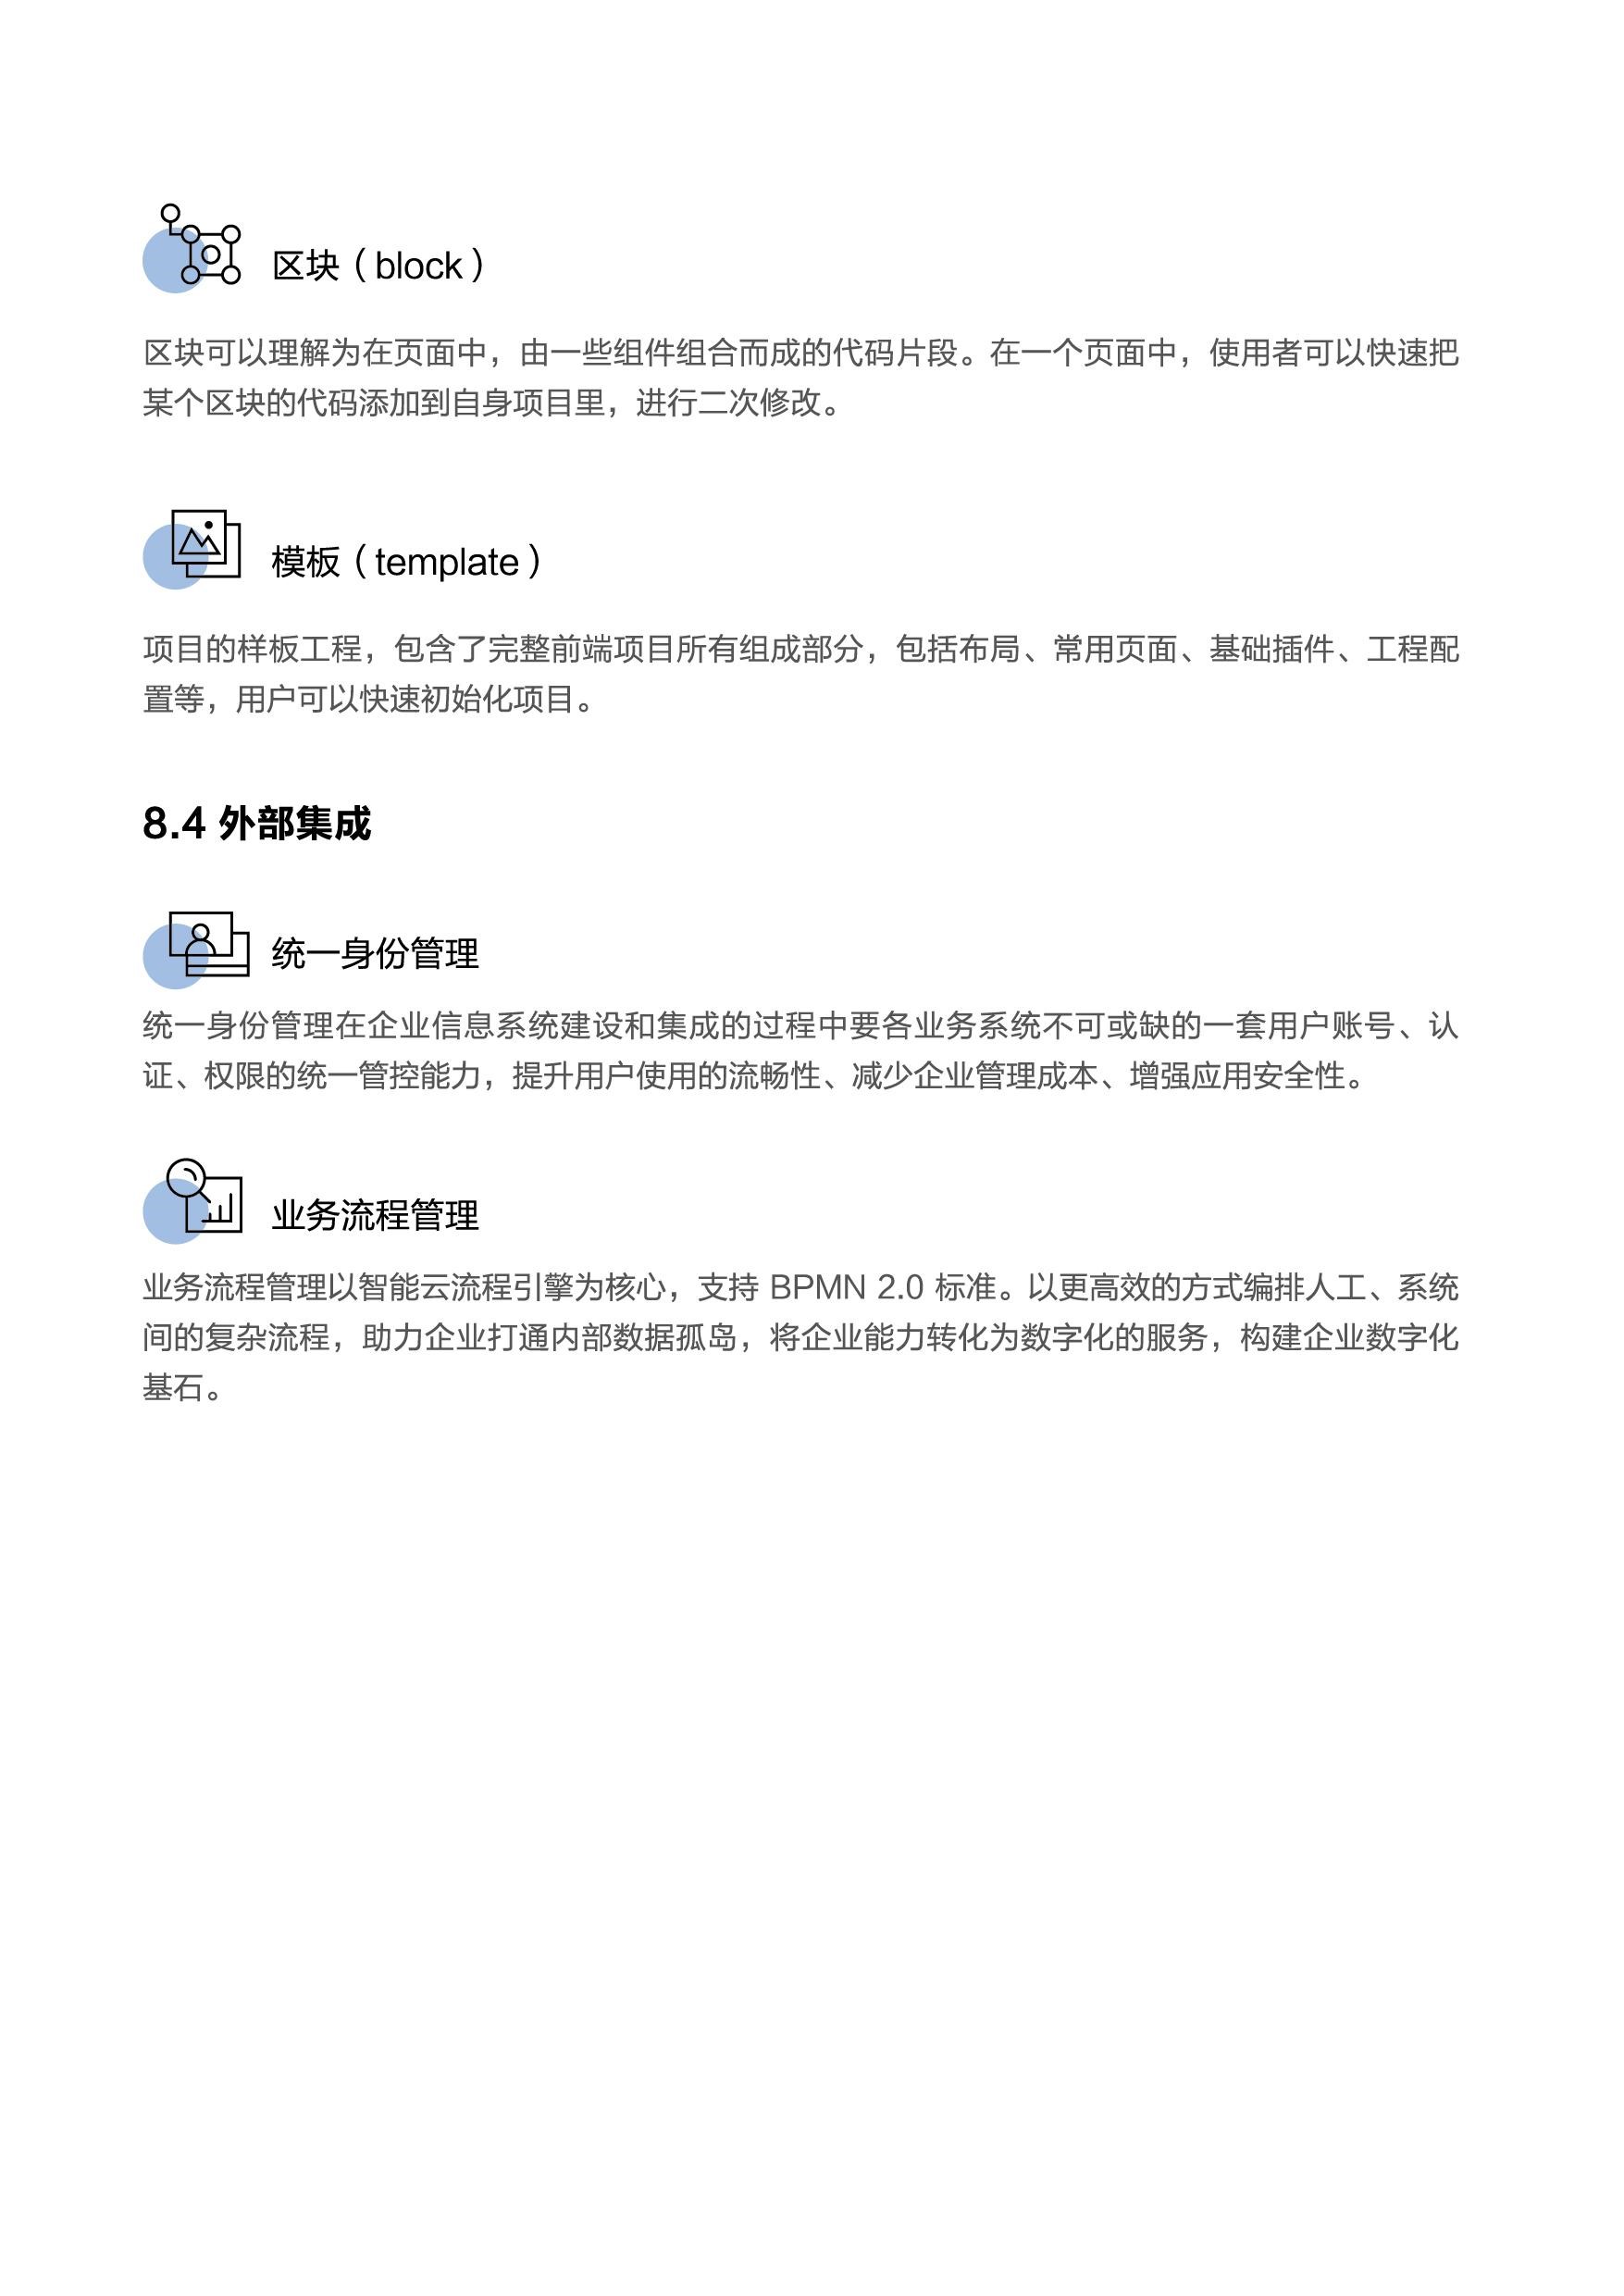 区块（block）
区块可以理解为在页面中，由一些组件组合而成的代码片段。在一个页面中，使用者可以快速把
某个区块的代码添加到自身项目里，进行二次修改。
模板（template）
项目的样板工程，包含了完整前端项目所有组成部分，包括布局、常用页面、基础插件、工程配
置等，用户可以快速初始化项目。
8.4 外部集成
统一身份管理
统一身份管理在企业信息系统建设和集成的过程中要各业务系统不可或缺的一套用户账号、认
证、权限的统一管控能力，提升用户使用的流畅性、减少企业管理成本、增强应用安全性。
业务流程管理
业务流程管理以智能云流程引擎为核心，支持 BPMN 2.0 标准。以更高效的方式编排人工、系统
间的复杂流程，助力企业打通内部数据孤岛，将企业能力转化为数字化的服务，构建企业数字化
基石。